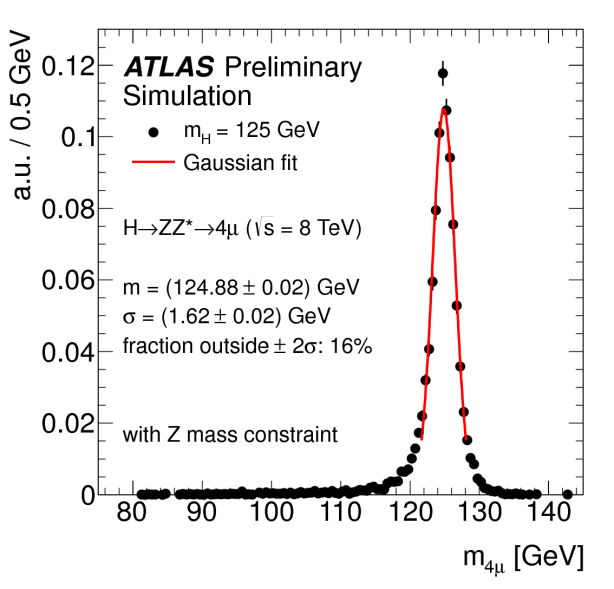 a.u. / 0.5 GeV
0.12
0.1
0.08
0.06
0.04
0.02
0
ATLAS Preliminary
Simulation
m_H = 125 GeV
Gaussian fit
H→ZZ*→4μ (√s = 8 TeV)
m = (124.88 ± 0.02) GeV
σ = (1.62 ± 0.02) GeV
fraction outside ± 2σ: 16%
with Z mass constraint
80 90 100 110 120 130 140
m_4μ [GeV]